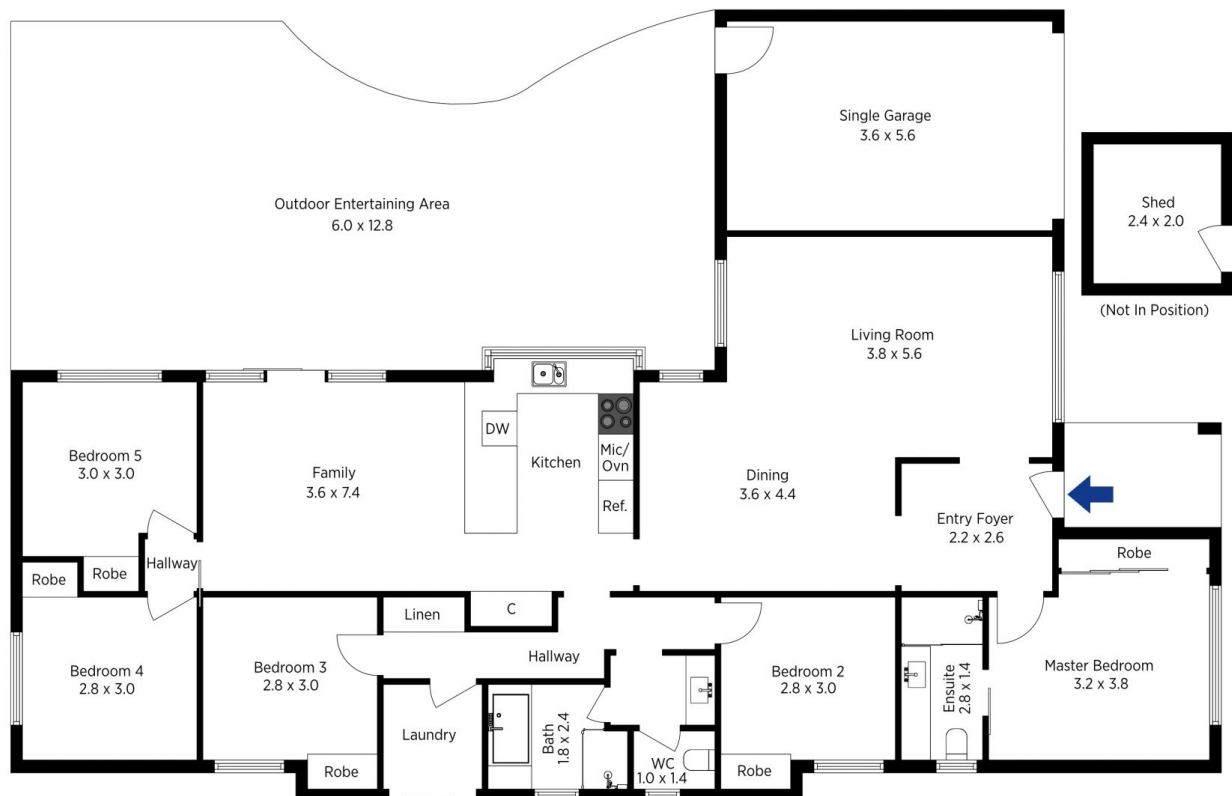 Single Garage
3.6 x 5.6
Shed
2.4 x 2.0
(Not In Position)
Outdoor Entertaining Area
6.0 x 12.8
Living Room
3.8 x 5.6
Bedroom 5
3.0 x 3.0
Family
3.6 x 7.4
DW
Kitchen
Mic/
Ovn
Ref.
Dining
3.6 x 4.4
Entry Foyer
2.2 x 2.6
Hallway
Robe
Robe
Robe
Linen
C
Hallway
Bedroom 4
2.8 x 3.0
Bedroom 3
2.8 x 3.0
Bedroom 2
2.8 x 3.0
Ensuite
2.8 x 1.4
Master Bedroom
3.2 x 3.8
Laundry
Bath
1.8 x 2.4
WC
1.0 x 1.4
Robe
Robe